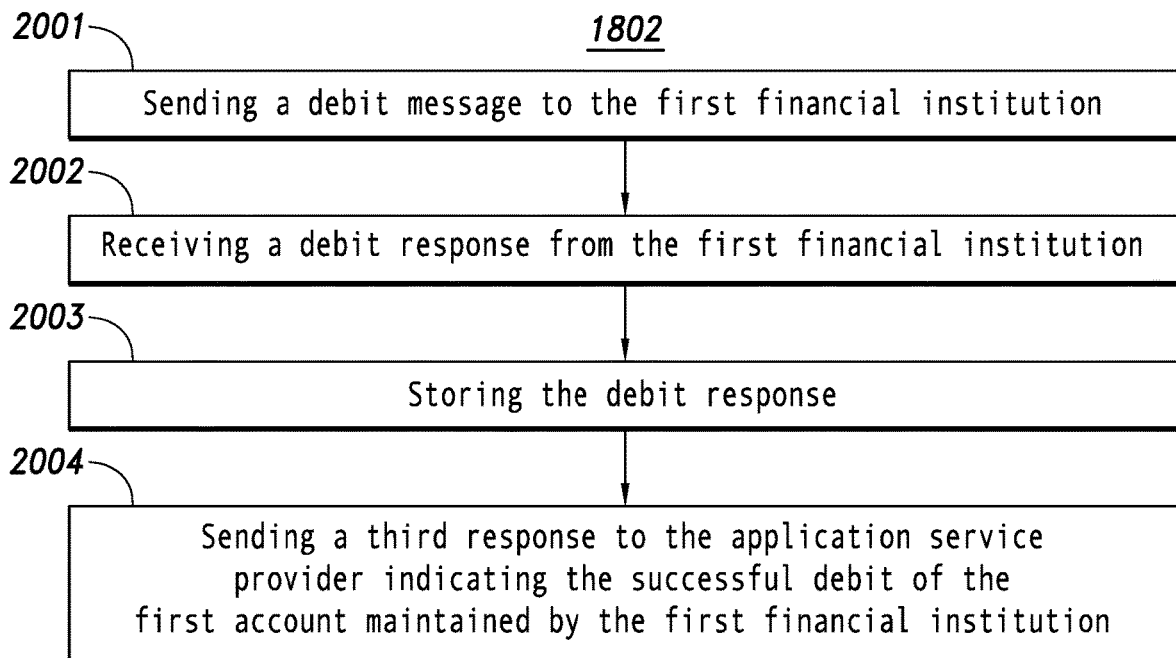 2001
1802
Sending a debit message to the first financial institution
2002
Receiving a debit response from the first financial institution
2003
Storing the debit response
2004
Sending a third response to the application service
provider indicating the successful debit of the
first account maintained by the first financial institution